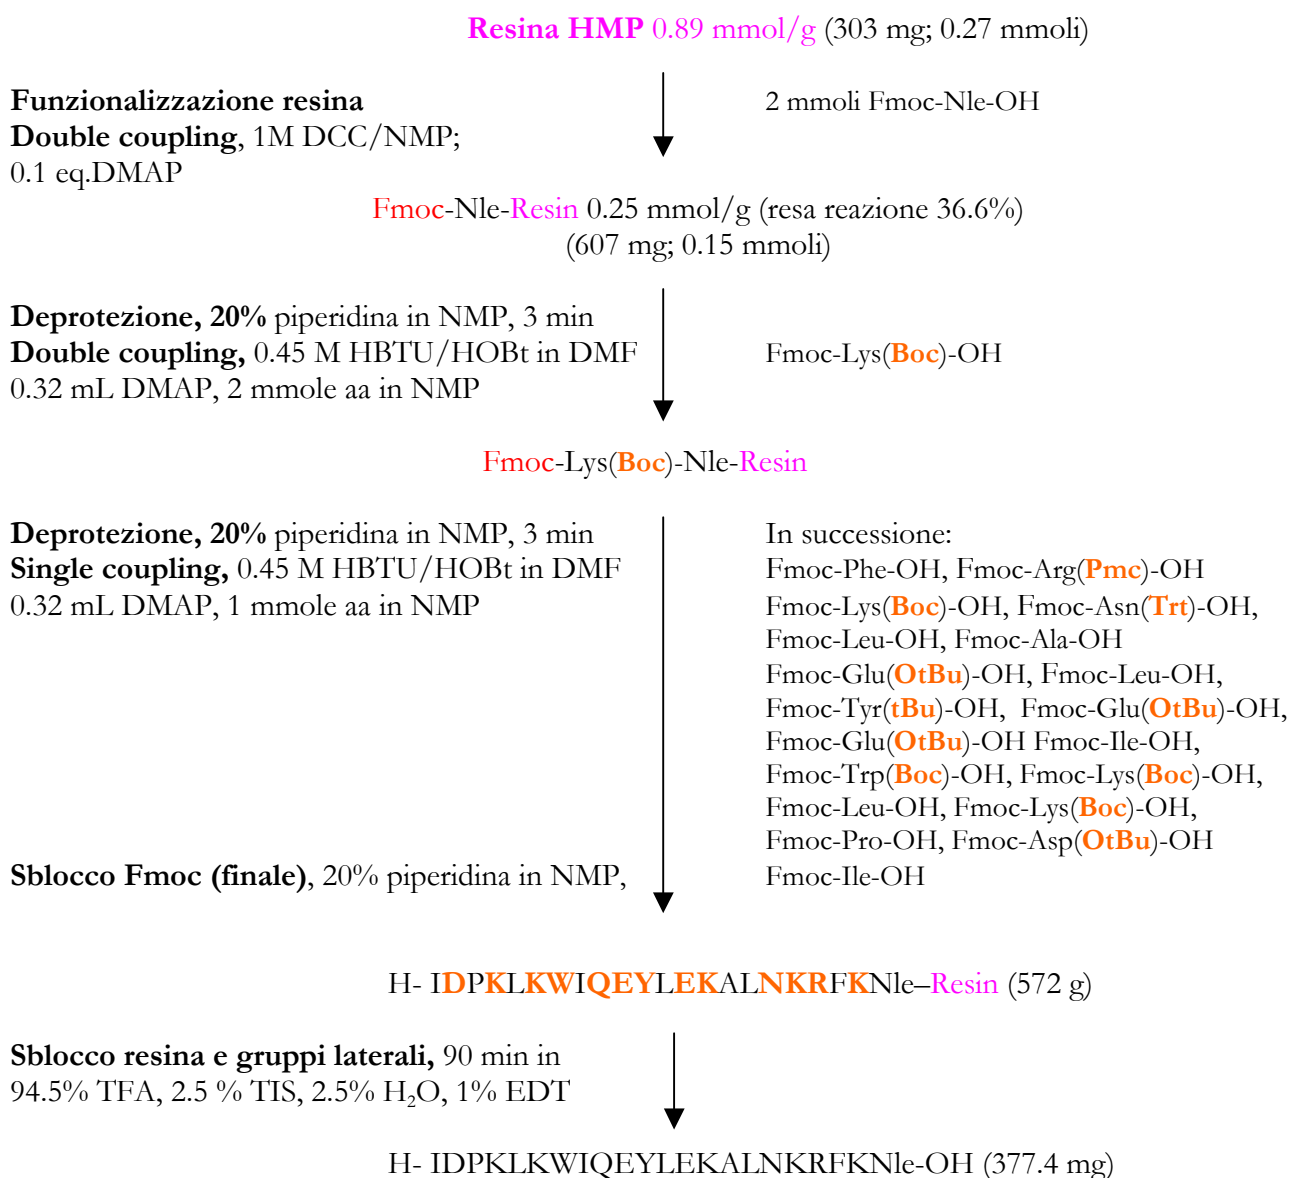 Resina HMP 0.89 mmol/g (303 mg; 0.27 mmoli)
Funzionalizzazione resina
Double coupling, 1M DCC/NMP;
0.1 eq.DMAP
2 mmoli Fmoc-Nle-OH
Fmoc-Nle-Resin 0.25 mmol/g (resa reazione 36.6%)
(607 mg; 0.15 mmoli)
Deprotezione, 20% piperidina in NMP, 3 min
Double coupling, 0.45 M HBTU/HOBt in DMF
0.32 mL DMAP, 2 mmole aa in NMP
Fmoc-Lys(Boc)-OH
Fmoc-Lys(Boc)-Nle-Resin
Deprotezione, 20% piperidina in NMP, 3 min
Single coupling, 0.45 M HBTU/HOBt in DMF
0.32 mL DMAP, 1 mmole aa in NMP
In successione:
Fmoc-Phe-OH, Fmoc-Arg(Pmc)-OH
Fmoc-Lys(Boc)-OH, Fmoc-Asn(Trt)-OH,
Fmoc-Leu-OH, Fmoc-Ala-OH
Fmoc-Glu(OtBu)-OH, Fmoc-Leu-OH,
Fmoc-Tyr(tBu)-OH, Fmoc-Glu(OtBu)-OH,
Fmoc-Glu(OtBu)-OH Fmoc-Ile-OH,
Fmoc-Trp(Boc)-OH, Fmoc-Lys(Boc)-OH,
Fmoc-Leu-OH, Fmoc-Lys(Boc)-OH,
Fmoc-Pro-OH, Fmoc-Asp(OtBu)-OH
Fmoc-Ile-OH
Sblocco Fmoc (finale), 20% piperidina in NMP,
H- IDPKLKWIQEYLEKALNKRFKNle–Resin (572 g)
Sblocco resina e gruppi laterali, 90 min in
94.5% TFA, 2.5 % TIS, 2.5% H₂O, 1% EDT
H- IDPKLKWIQEYLEKALNKRFKNle-OH (377.4 mg)